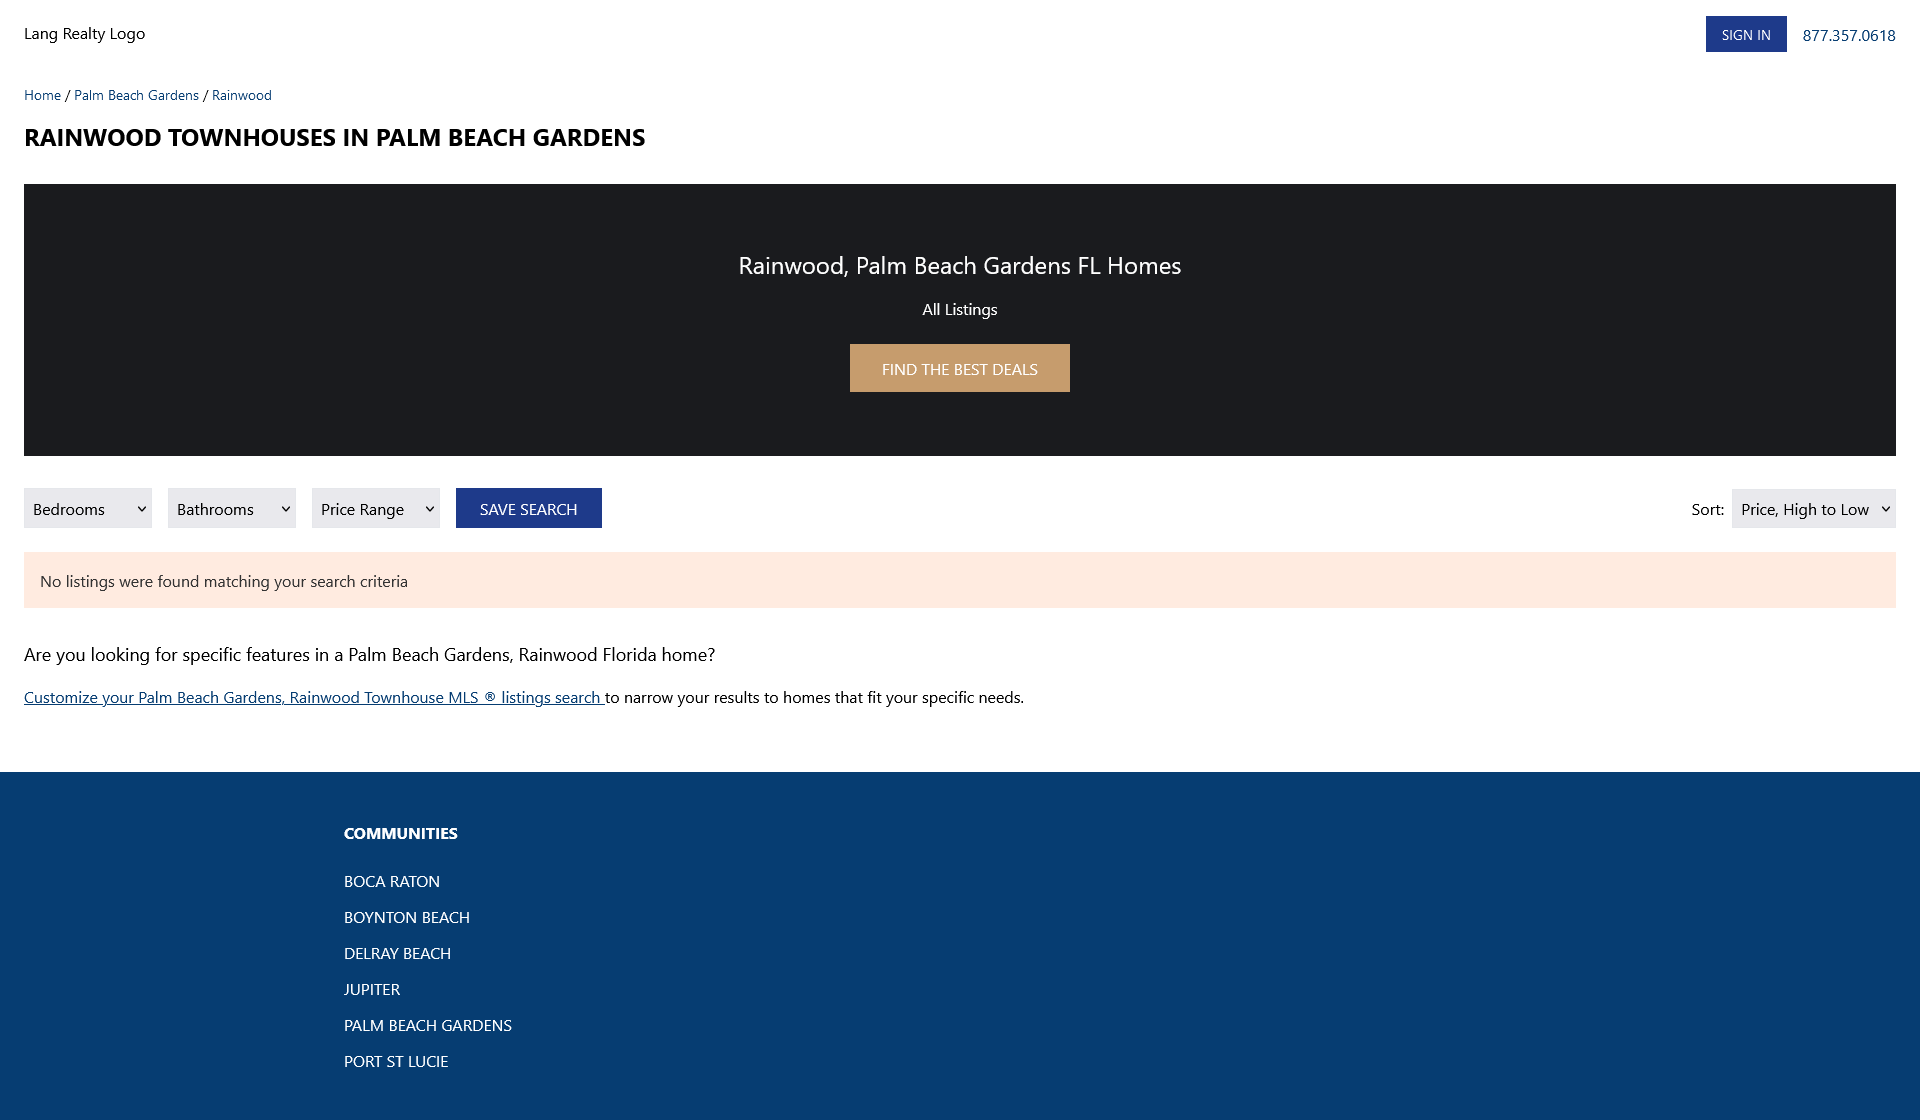 Lang Realty Logo
SIGN IN
877.357.0618
Home / Palm Beach Gardens / Rainwood
RAINWOOD TOWNHOUSES IN PALM BEACH GARDENS
Rainwood, Palm Beach Gardens FL Homes
All Listings
FIND THE BEST DEALS
Bedrooms
Bathrooms
Price Range
SAVE SEARCH
Sort:
Price, High to Low
No listings were found matching your search criteria
Are you looking for specific features in a Palm Beach Gardens, Rainwood Florida home?
Customize your Palm Beach Gardens, Rainwood Townhouse MLS ® listings search to narrow your results to homes that fit your specific needs.
COMMUNITIES
BOCA RATON
BOYNTON BEACH
DELRAY BEACH
JUPITER
PALM BEACH GARDENS
PORT ST LUCIE